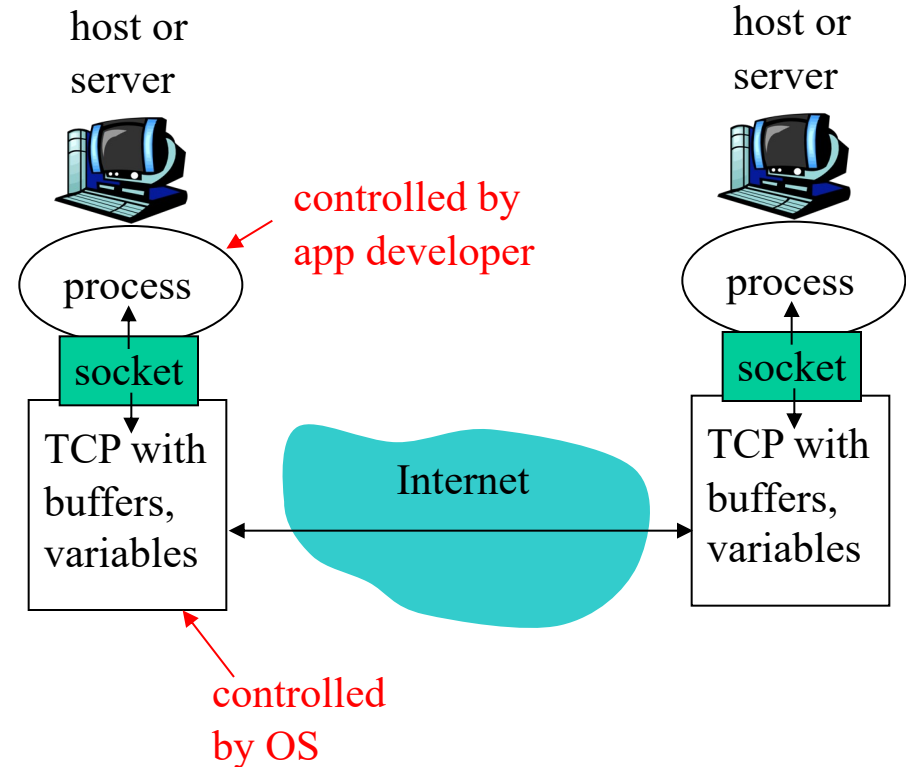 host or
server
host or
server
controlled by
app developer
process
process
socket
socket
TCP with
buffers,
variables
Internet
TCP with
buffers,
variables
controlled
by OS